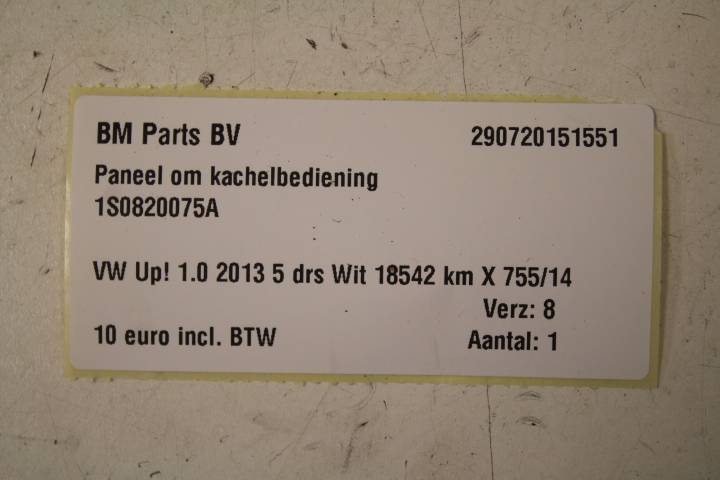 BM Parts BV 290720151551
Paneel om kachelbediening
1S0820075A
VW Up! 1.0 2013 5 drs Wit 18542 km X 755/14
Verz: 8
10 euro incl. BTW Aantal: 1